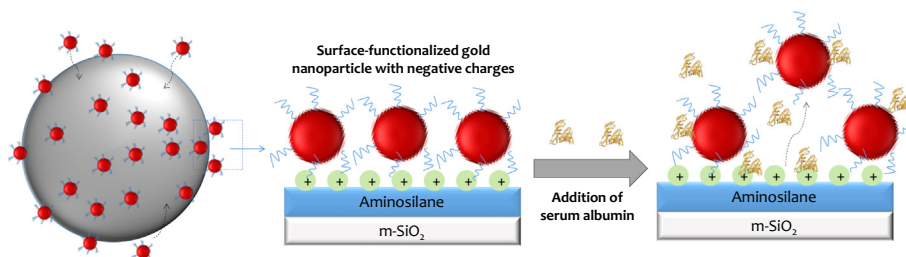 Surface-functionalized gold
nanoparticle with negative charges
+ + + + + + +
Aminosilane
m-SiO₂
Addition of
serum albumin
+ + + + + + +
Aminosilane
m-SiO₂